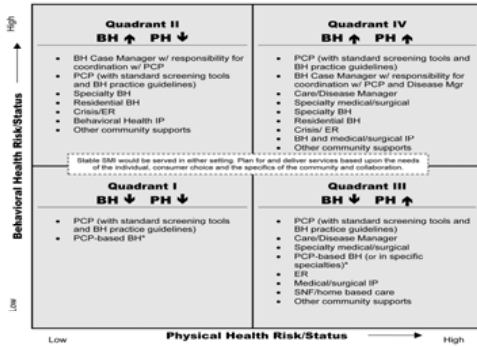 High
Behavioral Health Risk/Status
Low
Quadrant II
BH PH
• BH Case Manager w/ responsibility for
coordination w/ PCP
• PCP (with standard screening tools
and BH practice guidelines)
• Specialty BH
• Residential BH
• Crisis/ER
• Behavioral Health IP
• Other community supports
Quadrant IV
BH PH
• PCP (with standard screening tools
and BH practice guidelines)
• BH Case Manager w/ responsibility for
coordination w/ PCP and Disease Mgr
• Care/Disease Manager
• Specialty medical/surgical
• Specialty BH
• Residential BH
• Crisis/ ER
• BH and medical/surgical IP
• Other community supports
Stable SMI would be served in either setting. Plan for and deliver services based upon the needs
of the individual, consumer choice and the specifics of the community and collaboration.
Quadrant I
BH PH
• PCP (with standard screening tools
and BH practice guidelines)
• PCP-based BH*
Quadrant III
BH PH
• PCP (with standard screening tools and
BH practice guidelines)
• Care/Disease Manager
• Specialty medical/surgical
• PCP-based BH (or in specific
specialties)*
• ER
• Medical/surgical IP
• SNF/home based care
• Other community supports
Low
Physical Health Risk/Status
High